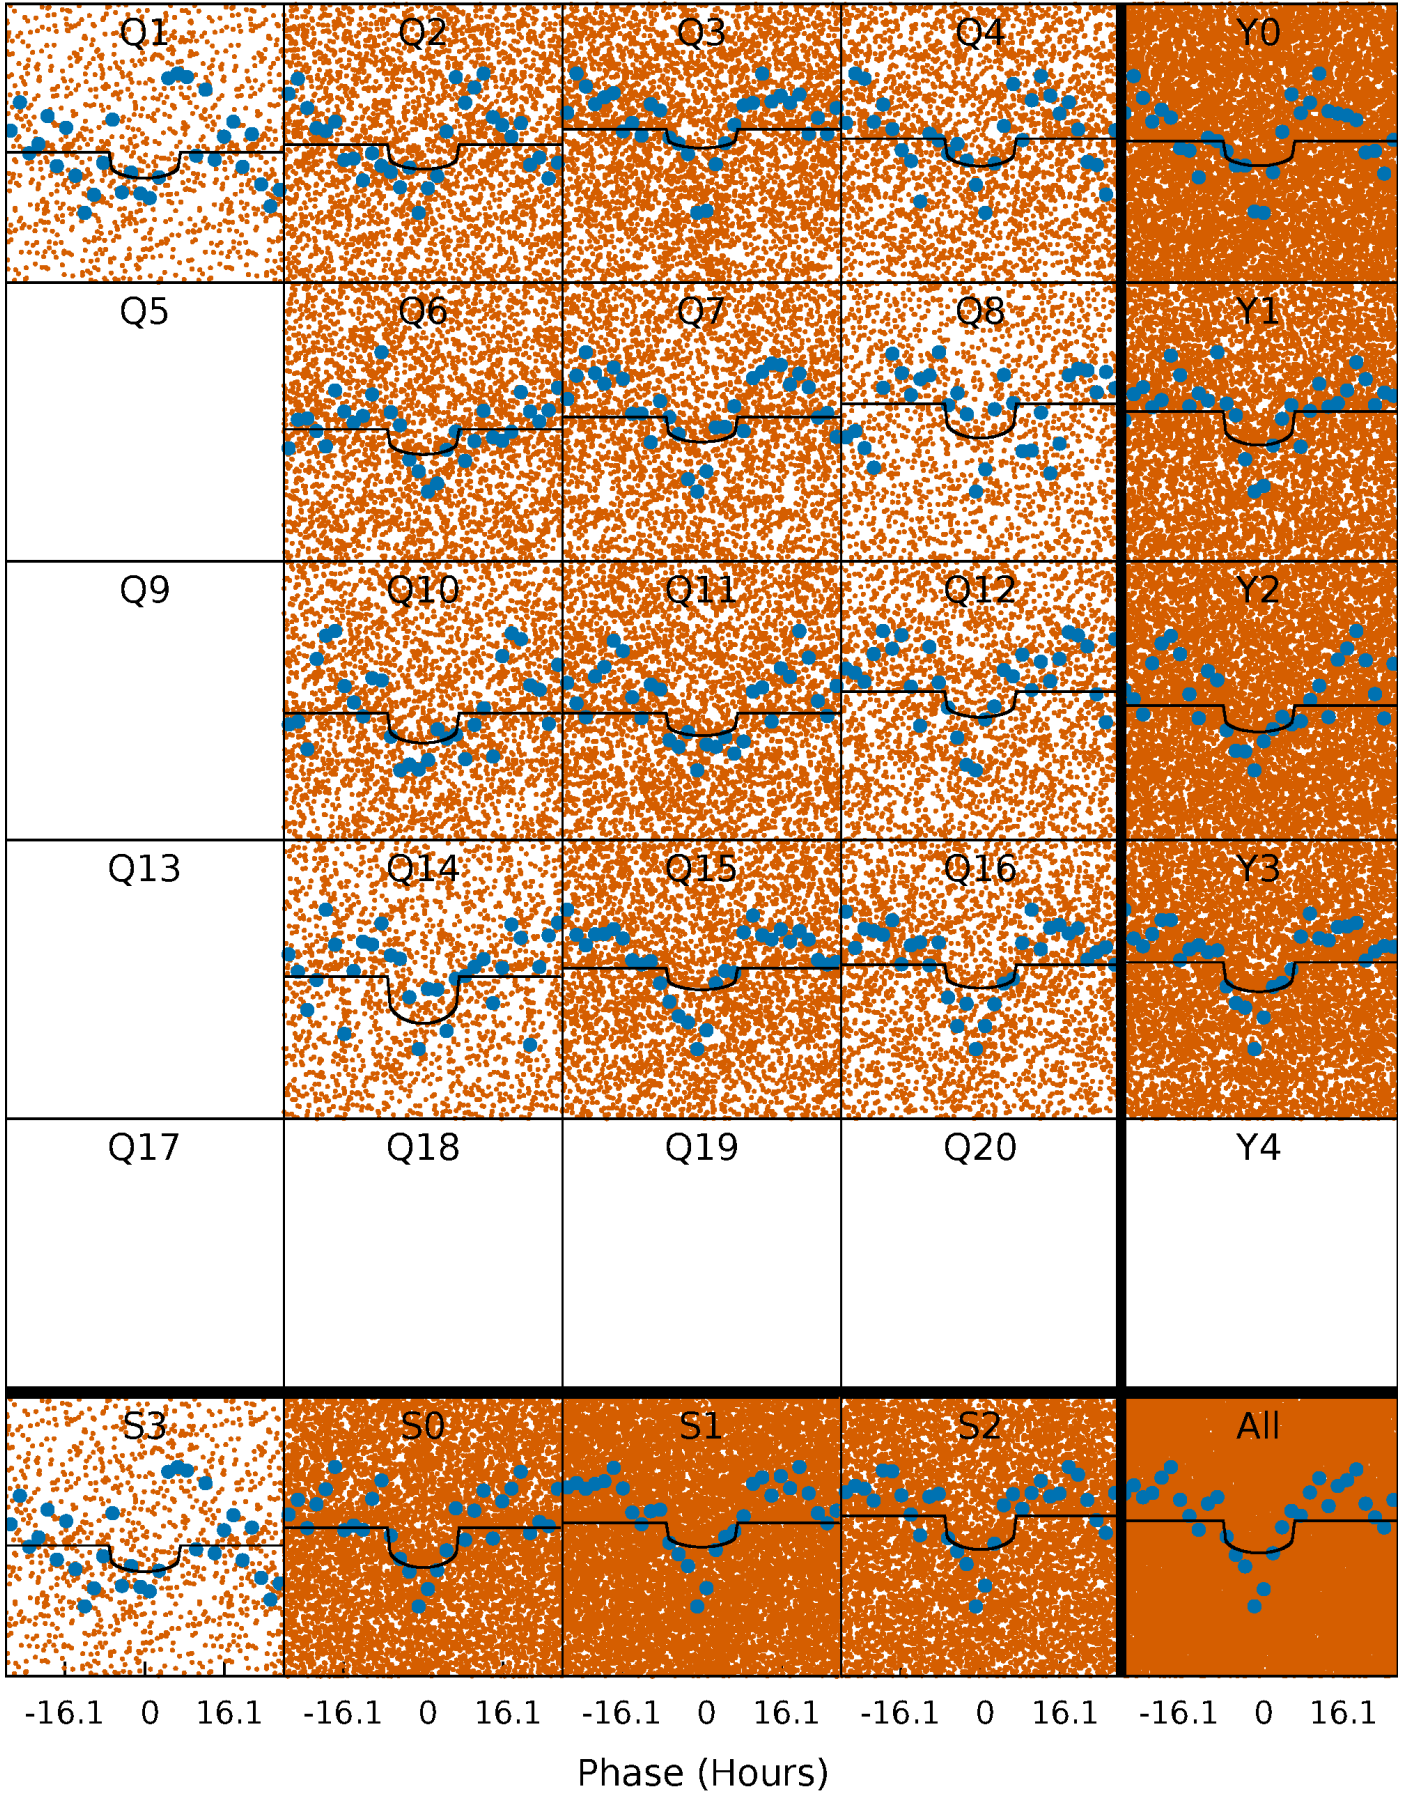 Q1 Q2 Q3 Q4 Y0
Q5 Q6 Q7 Q8 Y1
Q9 Q10 Q11 Q12 Y2
Q13 Q14 Q15 Q16 Y3
Q17 Q18 Q19 Q20 Y4
S3 S0 S1 S2 All
-16.1 0 16.1 -16.1 0 16.1 -16.1 0 16.1 -16.1 0 16.1 -16.1 0 16.1
Phase (Hours)